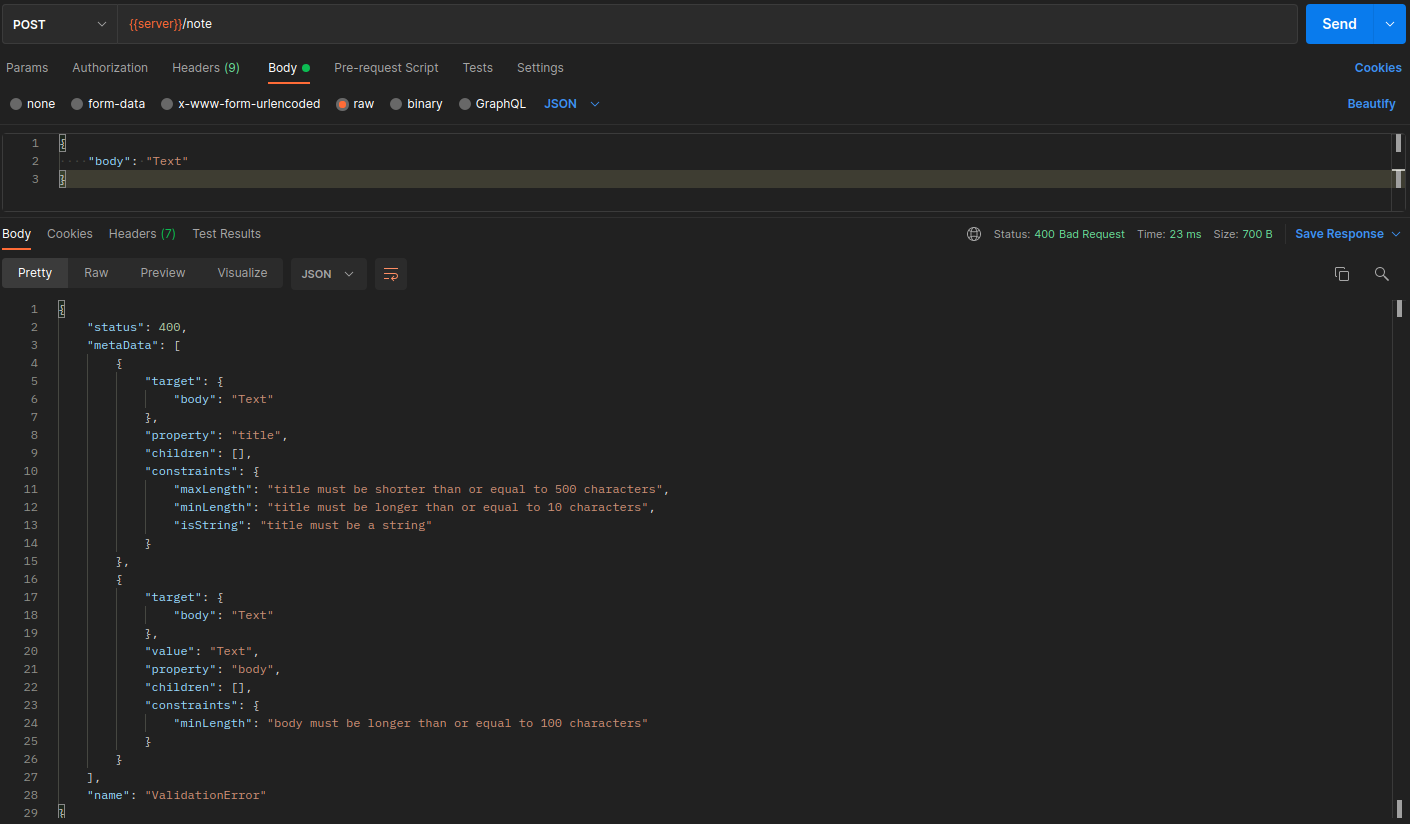 POST {{server}}/note Send
Params Authorization Headers (9) Body Pre-request Script Tests Settings Cookies
none form-data x-www-form-urlencoded raw binary GraphQL JSON Beautify
1 {
2 ····"body":·"Text"
3 }
Body Cookies Headers (7) Test Results Status: 400 Bad Request Time: 23 ms Size: 700 B Save Response
Pretty Raw Preview Visualize JSON
1 {
2 "status": 400,
3 "metaData": [
4 {
5 "target": {
6 "body": "Text"
7 },
8 "property": "title",
9 "children": [],
10 "constraints": {
11 "maxLength": "title must be shorter than or equal to 500 characters",
12 "minLength": "title must be longer than or equal to 10 characters",
13 "isString": "title must be a string"
14 }
15 },
16 {
17 "target": {
18 "body": "Text"
19 },
20 "value": "Text",
21 "property": "body",
22 "children": [],
23 "constraints": {
24 "minLength": "body must be longer than or equal to 100 characters"
25 }
26 }
27 ],
28 "name": "ValidationError"
29 }